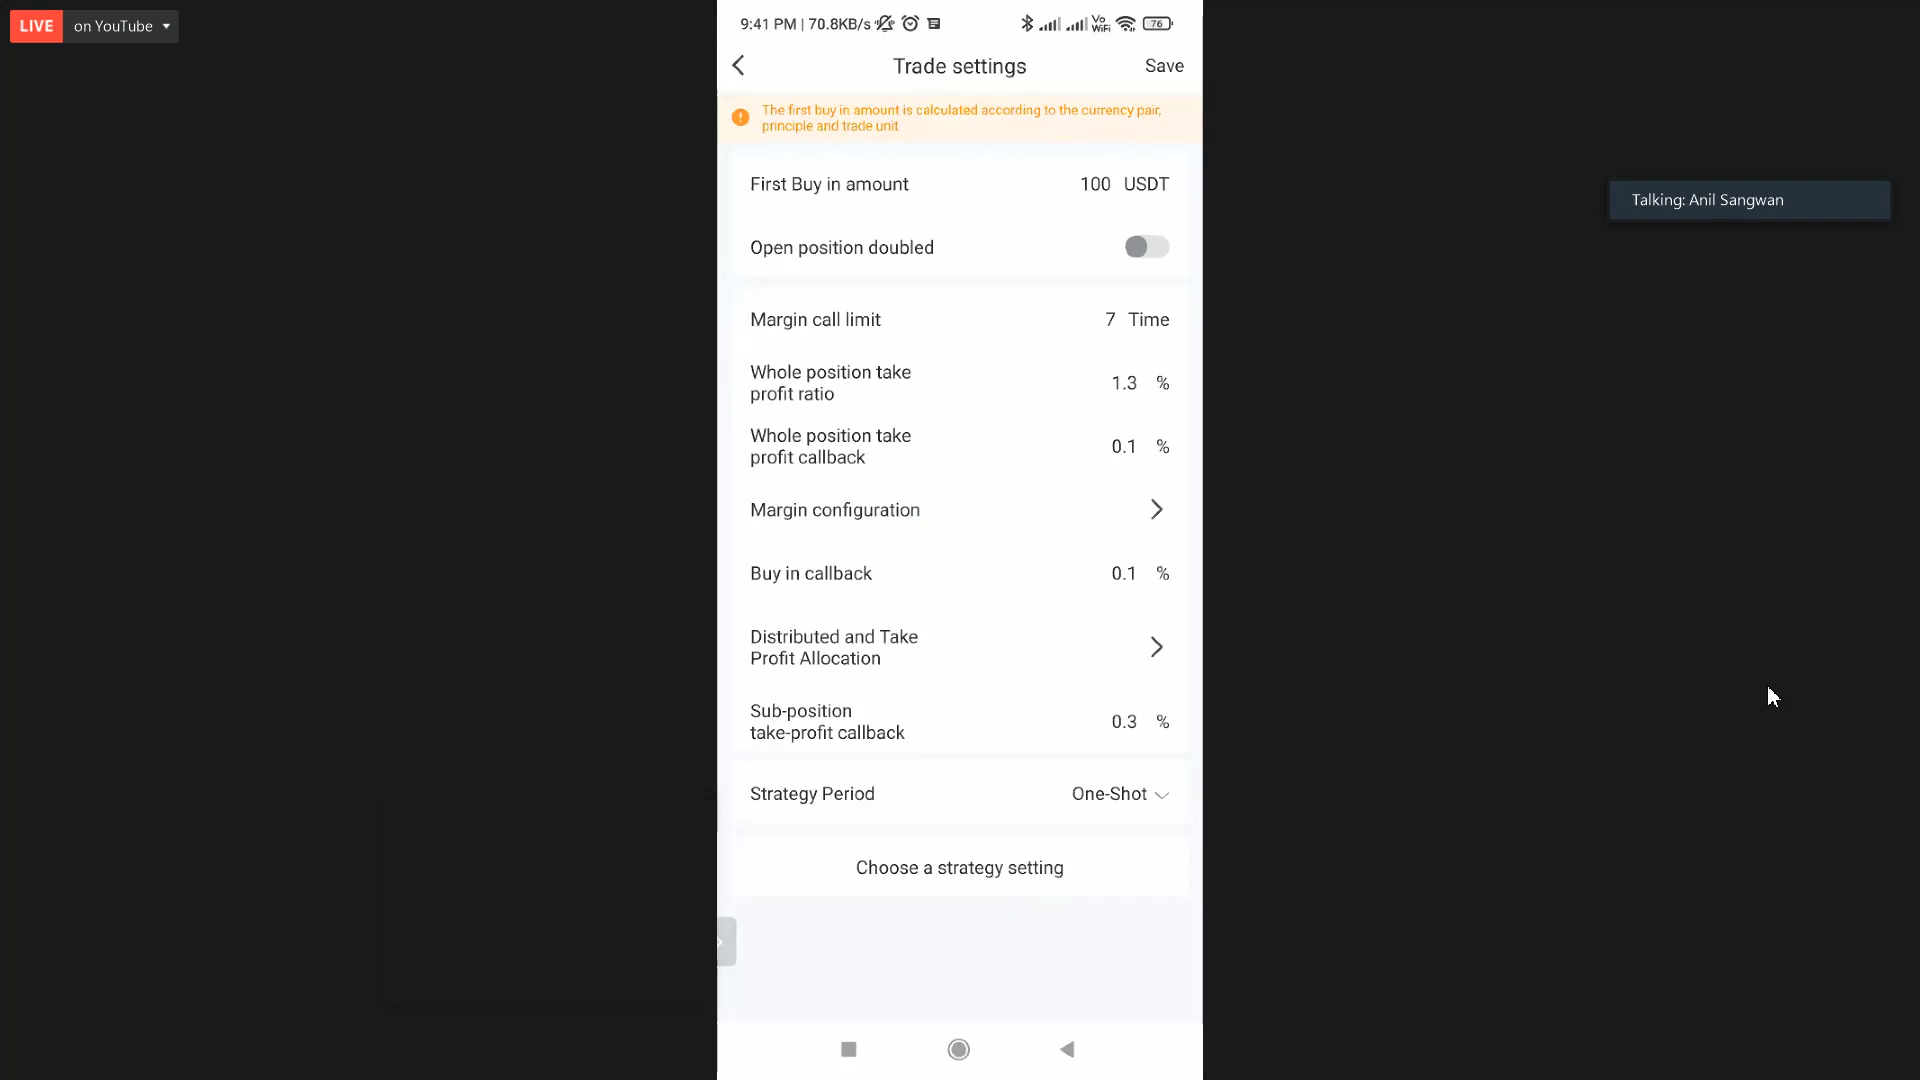 LIVE on YouTube
9:41 PM | 70.8KB/s Vo WiFi 76
Trade settings Save
The first buy in amount is calculated according to the currency pair,
principle and trade unit
First Buy in amount 100 USDT
Talking: Anil Sangwan
Open position doubled
Margin call limit 7 Time
Whole position take
profit ratio 1.3 %
Whole position take
profit callback 0.1 %
Margin configuration
Buy in callback 0.1 %
Distributed and Take
Profit Allocation
Sub-position
take-profit callback 0.3 %
Strategy Period One-Shot
Choose a strategy setting